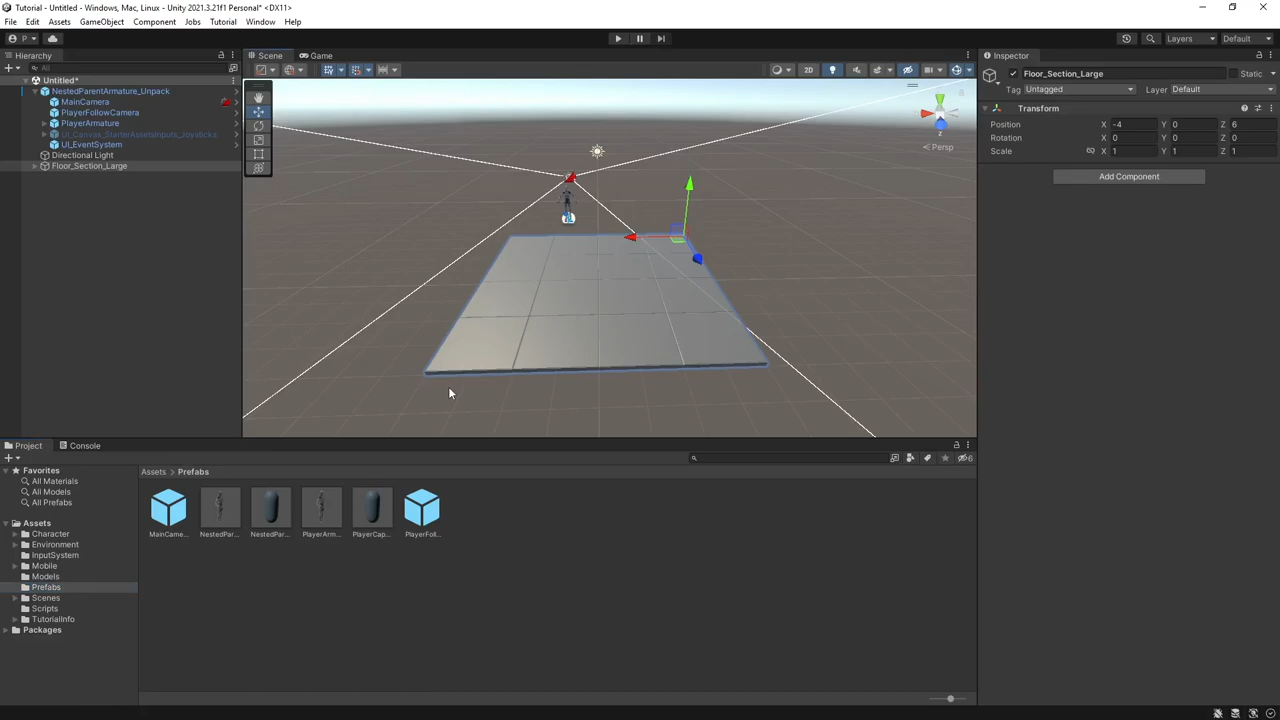 Tutorial - Untitled - Windows, Mac, Linux - Unity 2021.3.21f1 Personal* <DX11>
File Edit Assets GameObject Component Jobs Tutorial Window Help
P Layers Default
Hierarchy
All
Untitled*
NestedParentArmature_Unpack
MainCamera
PlayerFollowCamera
PlayerArmature
UI_Canvas_StarterAssetsInputs_Joysticks
UI_EventSystem
Directional Light
Floor_Section_Large
Scene Game
2D
z
Persp
Inspector
Floor_Section_Large Static
Tag Untagged Layer Default
Transform
Position X -4 Y 0 Z 6
Rotation X 0 Y 0 Z 0
Scale X 1 Y 1 Z 1
Add Component
Project Console
6
Favorites
All Materials
All Models
All Prefabs
Assets
Character
Environment
InputSystem
Mobile
Models
Prefabs
Scenes
Scripts
TutorialInfo
Packages
Assets > Prefabs
MainCame... NestedPar... NestedPar... PlayerArm... PlayerCap... PlayerFoll...